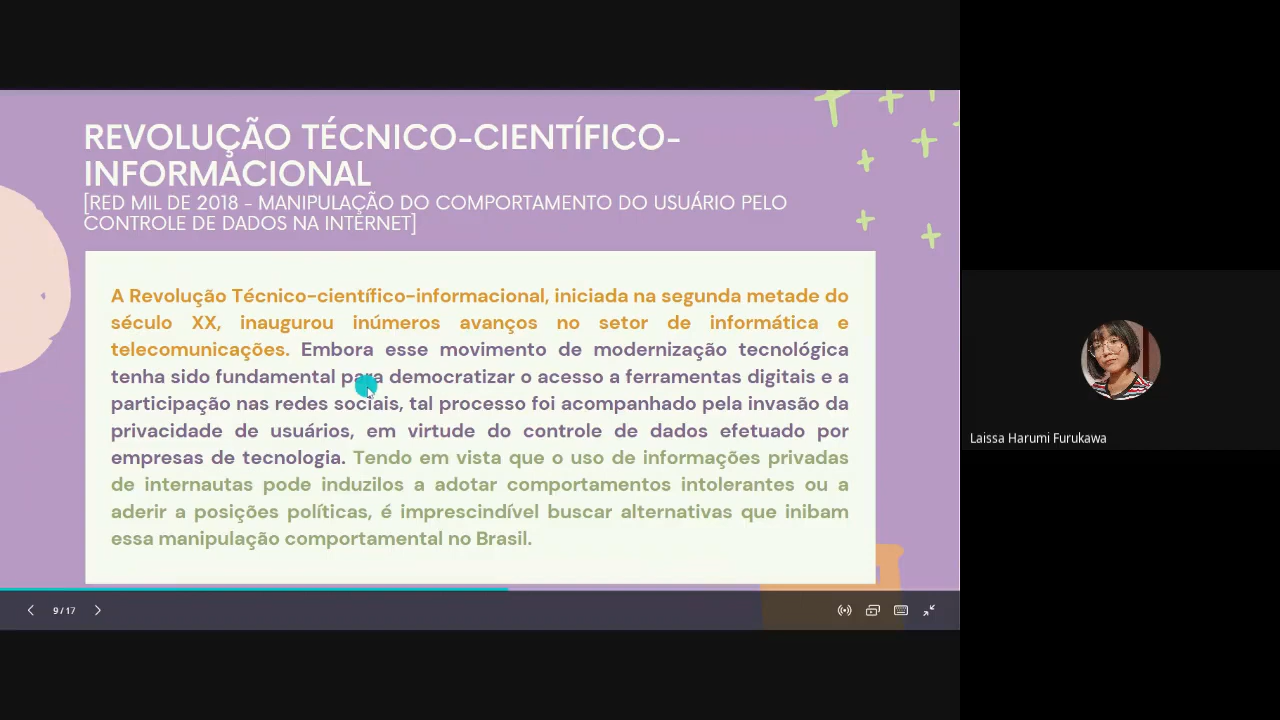 REVOLUÇÃO TÉCNICO-CIENTÍFICO-
INFORMACIONAL
[RED MIL DE 2018 - MANIPULAÇÃO DO COMPORTAMENTO DO USUÁRIO PELO
CONTROLE DE DADOS NA INTERNET]
A Revolução Técnico-científico-informacional, iniciada na segunda metade do
século XX, inaugurou inúmeros avanços no setor de informática e
telecomunicações. Embora esse movimento de modernização tecnológica
tenha sido fundamental para democratizar o acesso a ferramentas digitais e a
participação nas redes sociais, tal processo foi acompanhado pela invasão da
privacidade de usuários, em virtude do controle de dados efetuado por
empresas de tecnologia. Tendo em vista que o uso de informações privadas
de internautas pode induzilos a adotar comportamentos intolerantes ou a
aderir a posições políticas, é imprescindível buscar alternativas que inibam
essa manipulação comportamental no Brasil.
9 / 17
Laissa Harumi Furukawa